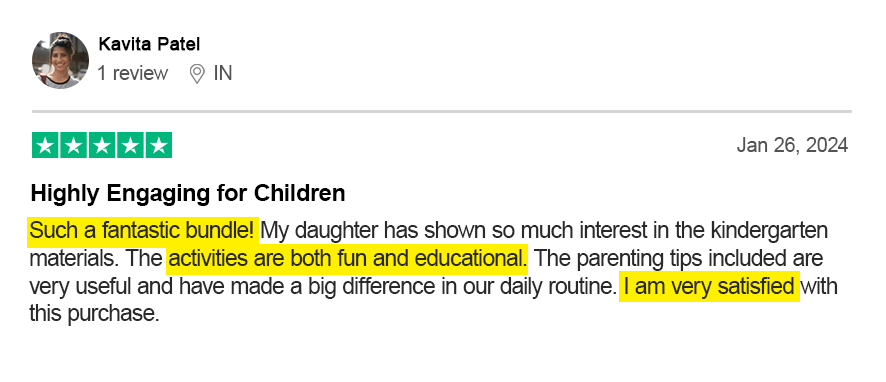 Kavita Patel
1 review IN
Jan 26, 2024
Highly Engaging for Children
Such a fantastic bundle! My daughter has shown so much interest in the kindergarten
materials. The activities are both fun and educational. The parenting tips included are
very useful and have made a big difference in our daily routine. I am very satisfied with
this purchase.